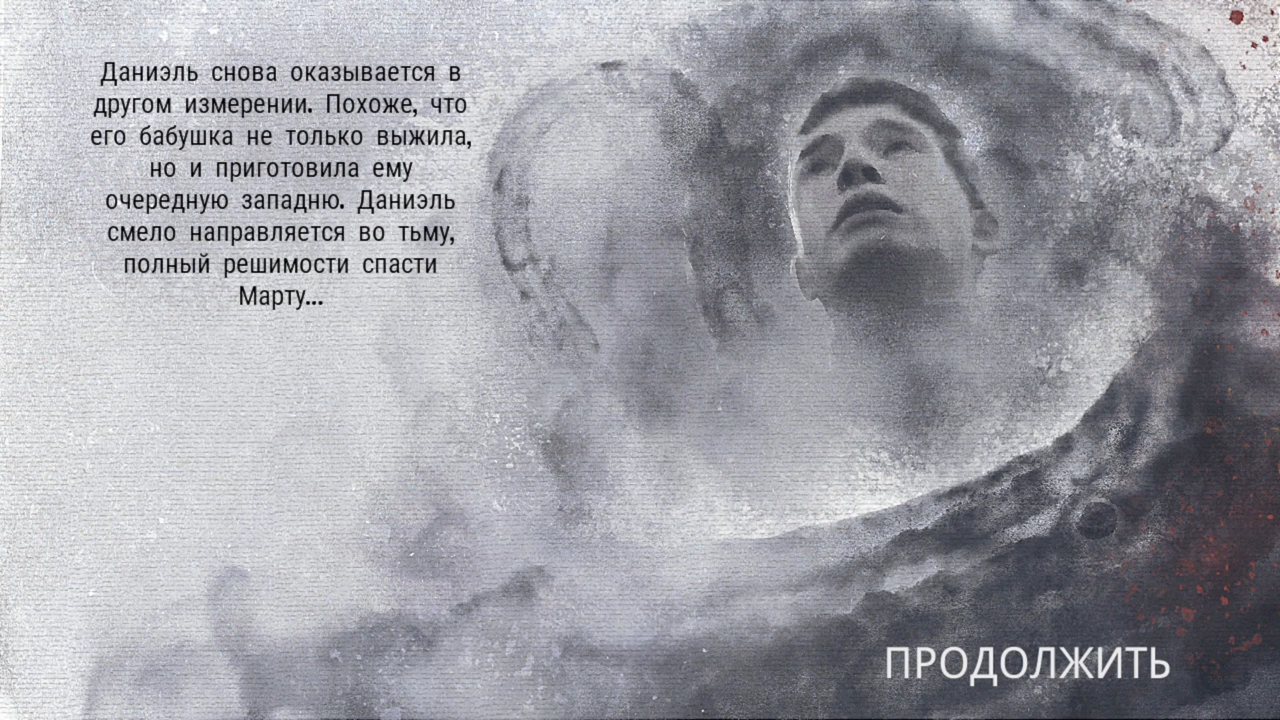 Даниэль снова оказывается в
другом измерении. Похоже, что
его бабушка не только выжила,
но и приготовила ему
очередную западню. Даниэль
смело направляется во тьму,
полный решимости спасти
Марту...
ПРОДОЛЖИТЬ